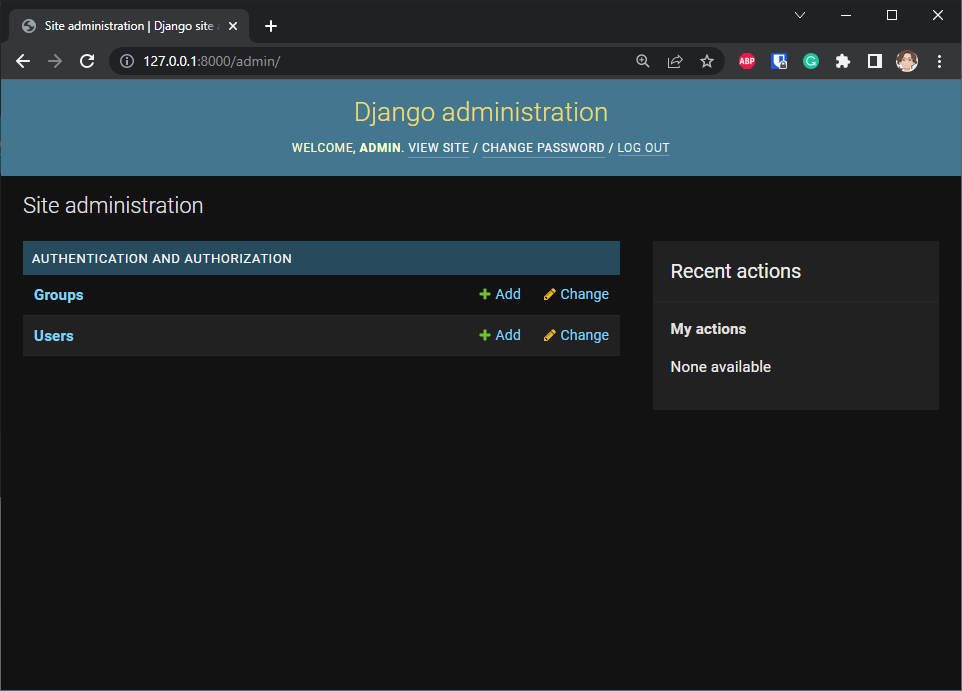 Site administration | Django site
127.0.0.1:8000/admin/
ABP
G
Django administration
WELCOME, ADMIN. VIEW SITE / CHANGE PASSWORD / LOG OUT
Site administration
AUTHENTICATION AND AUTHORIZATION
Groups Add Change
Users Add Change
Recent actions
My actions
None available